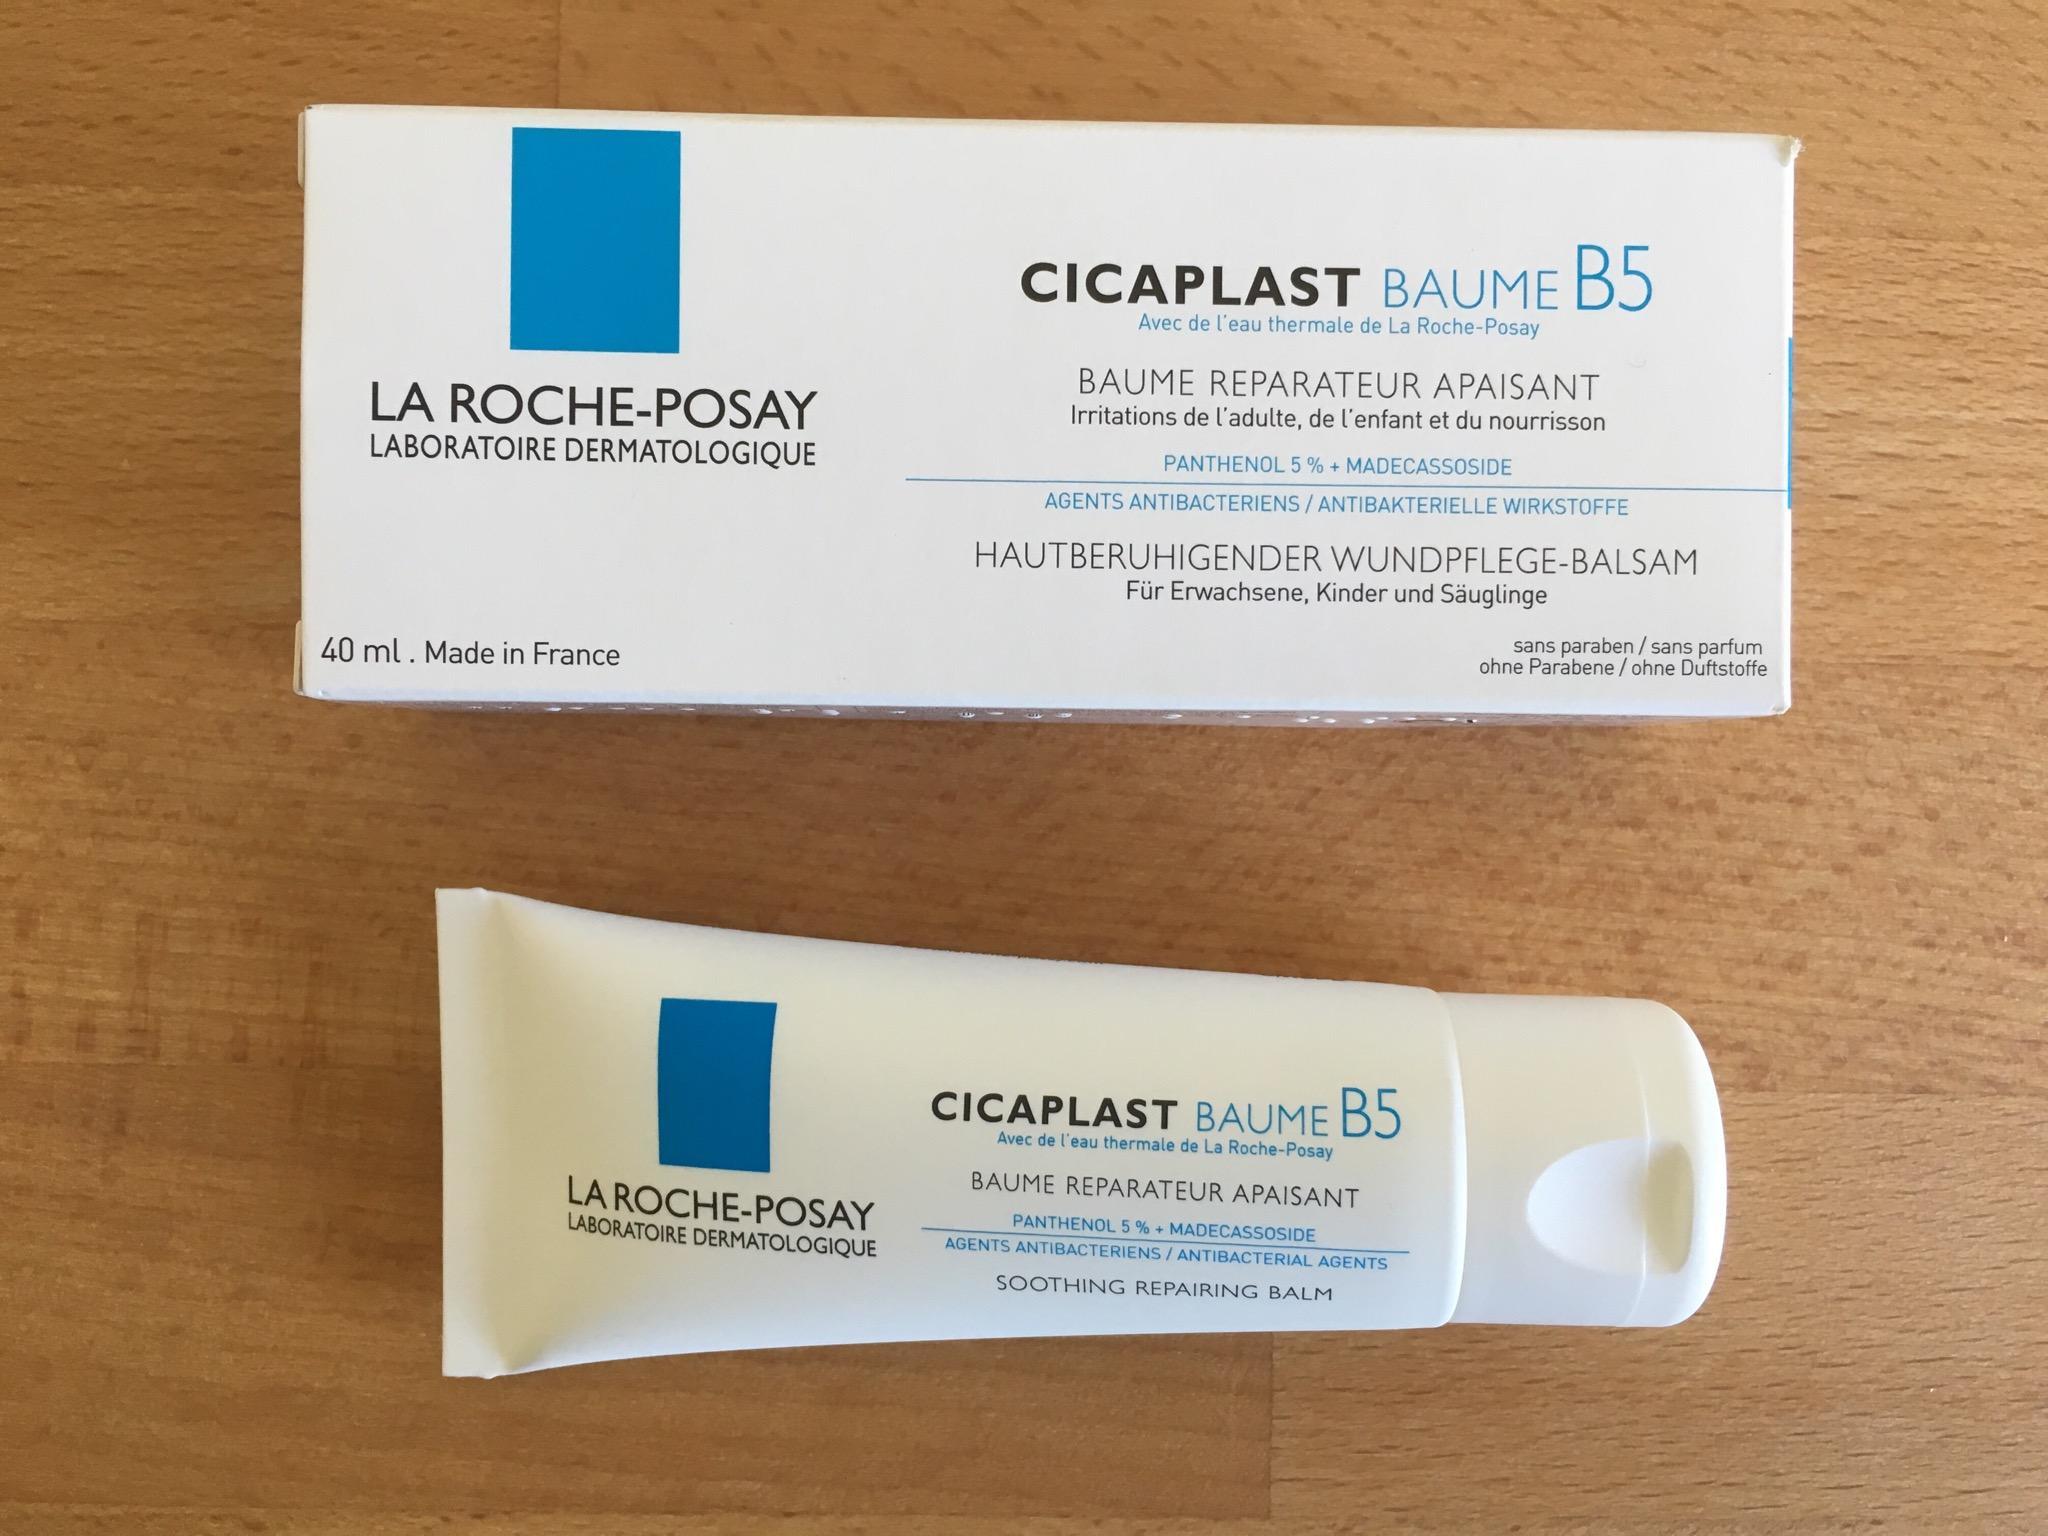 LA ROCHE-POSAY
LABORATOIRE DERMATOLOGIQUE
40 ml . Made in France
CICAPLAST BAUME B5
Avec de l'eau thermale de La Roche-Posay
BAUME REPARATEUR APAISANT
Irritations de l'adulte, de l'enfant et du nourrisson
PANTHENOL 5 % + MADECASSOSIDE
AGENTS ANTIBACTERIENS / ANTIBAKTERIELLE WIRKSTOFFE
HAUTBERUHIGENDER WUNDPFLEGE-BALSAM
Für Erwachsene, Kinder und Säuglinge
sans paraben / sans parfum
ohne Parabene / ohne Duftstoffe
LA ROCHE-POSAY
LABORATOIRE DERMATOLOGIQUE
CICAPLAST BAUME B5
Avec de l'eau thermale de La Roche-Posay
BAUME REPARATEUR APAISANT
PANTHENOL 5 % + MADECASSOSIDE
AGENTS ANTIBACTERIENS / ANTIBACTERIAL AGENTS
SOOTHING REPAIRING BALM